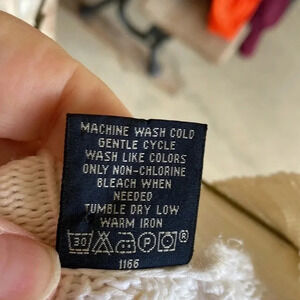 MACHINE WASH COLD
GENTLE CYCLE
WASH LIKE COLORS
ONLY NON-CHLORINE
BLEACH WHEN
NEEDED
TUMBLE DRY LOW
WARM IRON
30 P ®
1166